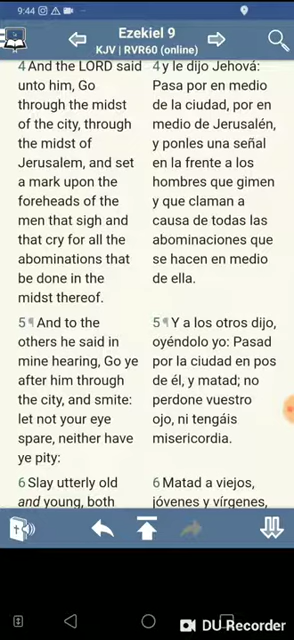 9:44
Ezekiel 9
KJV | RVR60 (online)
4 And the LORD said
unto him, Go
through the midst
of the city, through
the midst of
Jerusalem, and set
a mark upon the
foreheads of the
men that sigh and
that cry for all the
abominations that
be done in the
midst thereof.
5¶And to the
others he said in
mine hearing, Go ye
after him through
the city, and smite:
let not your eye
spare, neither have
ye pity:
6 Slay utterly old
and young, both
4 y le dijo Jehová:
Pasa por en medio
de la ciudad, por en
medio de Jerusalén,
y ponles una señal
en la frente a los
hombres que gimen
y que claman a
causa de todas las
abominaciones que
se hacen en medio
de ella.
5¶Y a los otros dijo,
oyéndolo yo: Pasad
por la ciudad en pos
de él, y matad; no
perdone vuestro
ojo, ni tengáis
misericordia.
6 Matad a viejos,
jóvenes y vírgenes,
DU Recorder